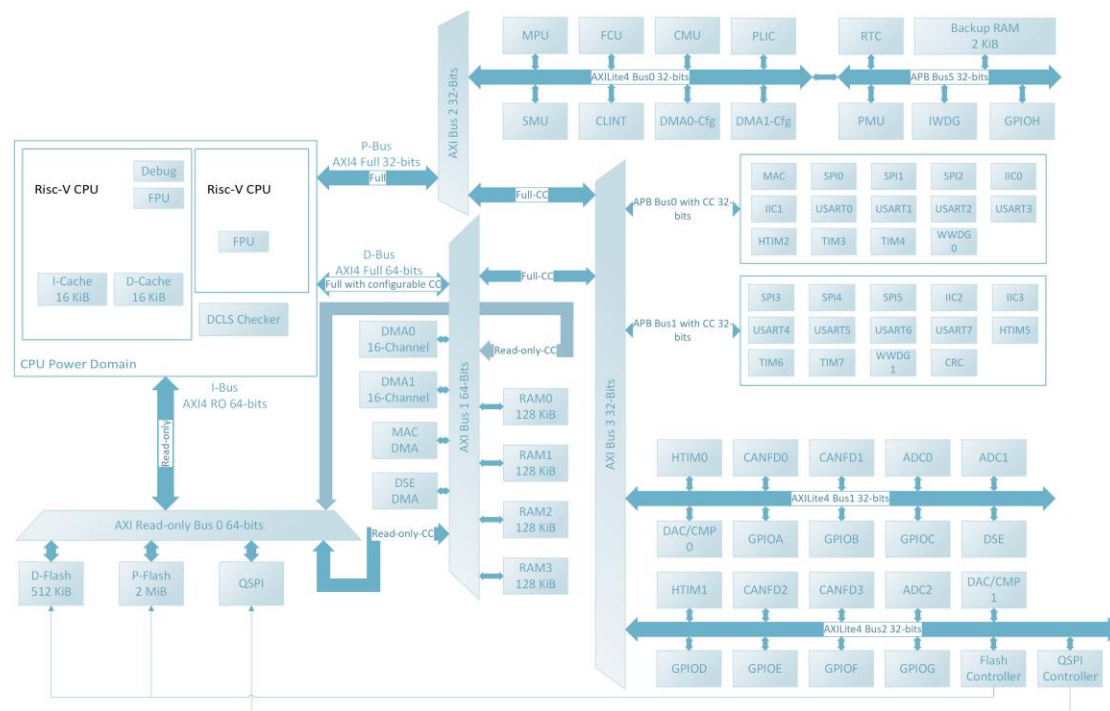 MPU
FCU
CMU
PLIC
RTC
Backup RAM
2 KiB
AXILite4 Bus0 32-bits
APB Bus5 32-bits
SMU
CLINT
DMA0-Cfg
DMA1-Cfg
PMU
IWDG
GPIOH
AXI Bus 2 32-Bits
P-Bus
AXI4 Full 32-bits
Full
Full-CC
Risc-V CPU
Debug
FPU
I-Cache
16 KiB
D-Cache
16 KiB
Risc-V CPU
FPU
DCLS Checker
CPU Power Domain
D-Bus
AXI4 Full 64-bits
Full with configurable CC
Full-CC
I-Bus
AXI4 RO 64-bits
Read-only
DMA0
16-Channel
DMA1
16-Channel
MAC
DMA
DSE
DMA
AXI Bus 1 64-Bits
Read-only-CC
RAM0
128 KiB
RAM1
128 KiB
RAM2
128 KiB
RAM3
128 KiB
Read-only-CC
AXI Read-only Bus 0 64-bits
D-Flash
512 KiB
P-Flash
2 MiB
QSPI
AXI Bus 3 32-Bits
APB Bus0 with CC 32-
bits
MAC
SPI0
SPI1
SPI2
IIC0
IIC1
USART0
USART1
USART2
USART3
HTIM2
TIM3
TIM4
WWDG
0
APB Bus1 with CC 32-
bits
SPI3
SPI4
SPI5
IIC2
IIC3
USART4
USART5
USART6
USART7
HTIM5
TIM6
TIM7
WWDG
1
CRC
HTIM0
CANFD0
CANFD1
ADC0
ADC1
AXILite4 Bus1 32-bits
DAC/CMP
0
GPIOA
GPIOB
GPIOC
DSE
HTIM1
CANFD2
CANFD3
ADC2
DAC/CMP
1
AXILite4 Bus2 32-bits
GPIOD
GPIOE
GPIOF
GPIOG
Flash
Controller
QSPI
Controller